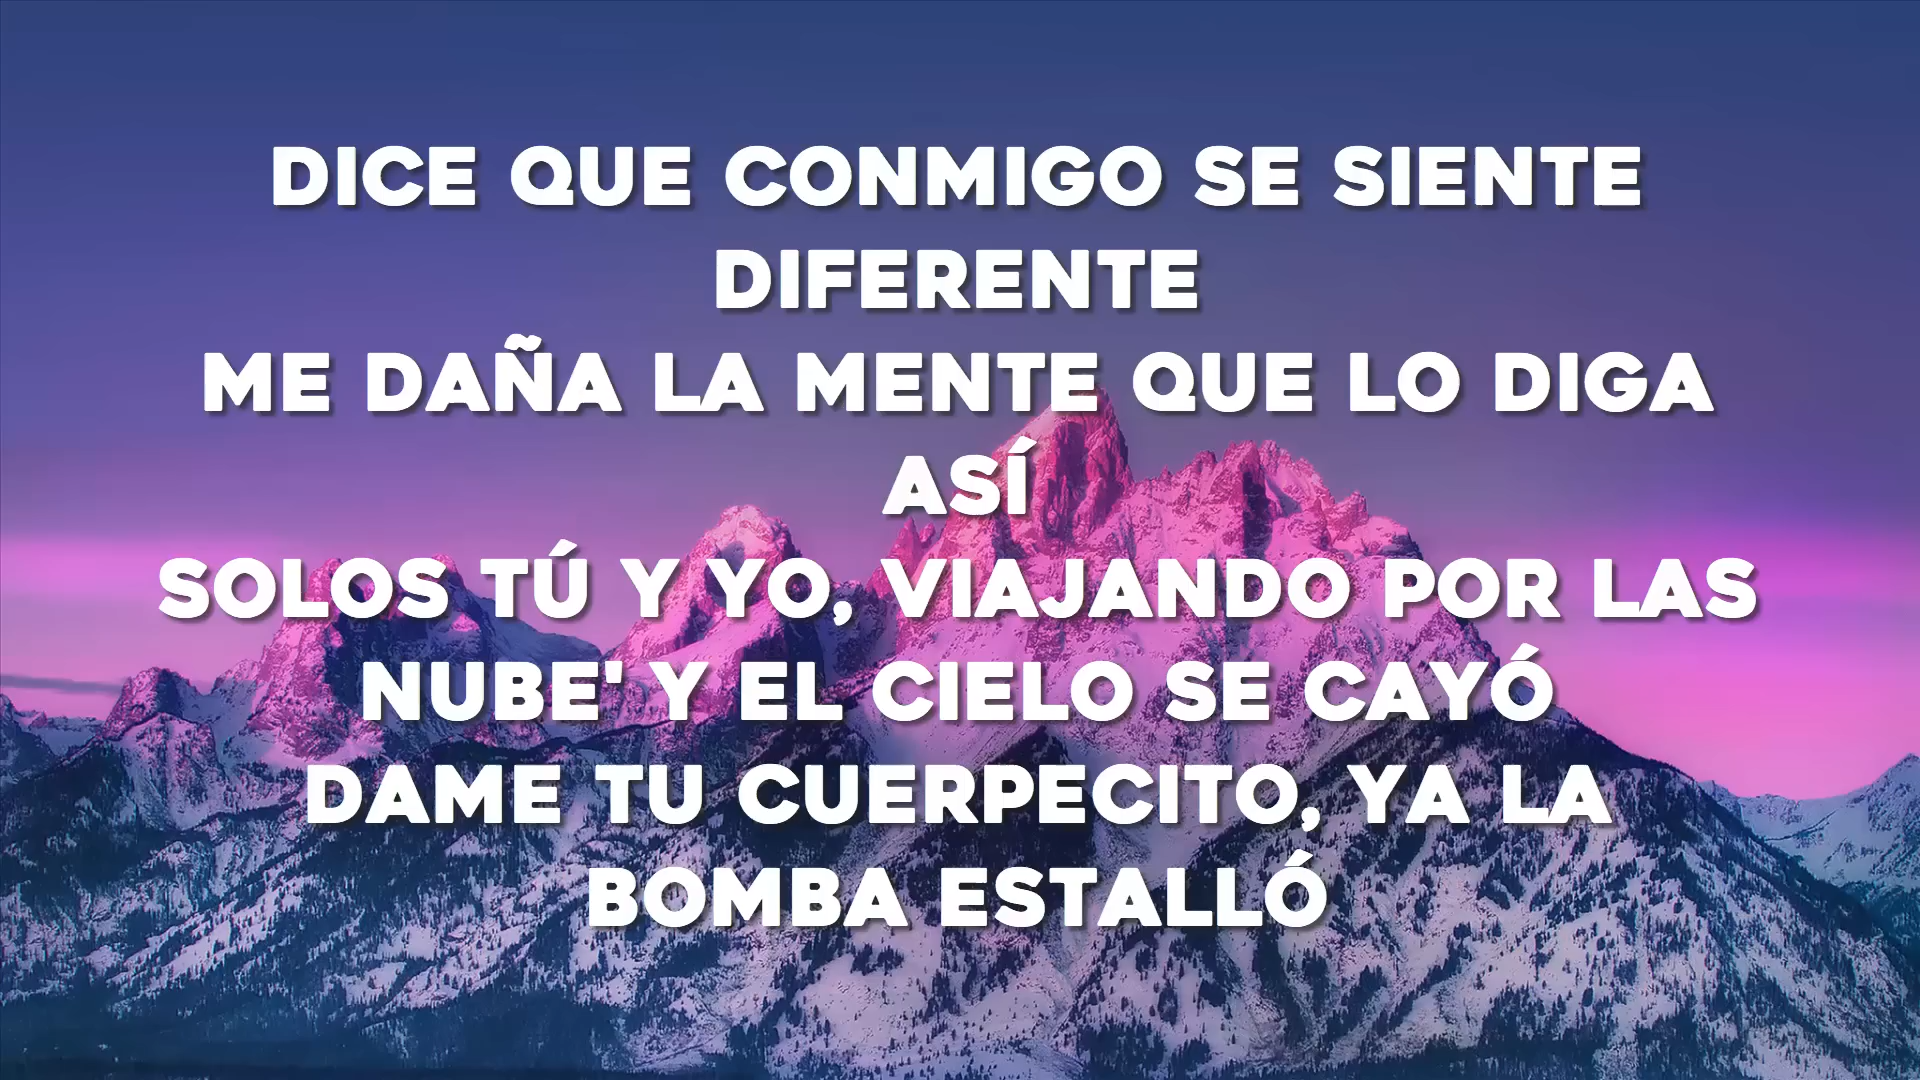 DICE QUE CONMIGO SE SIENTE
DIFERENTE
ME DAÑA LA MENTE QUE LO DIGA
ASÍ
SOLOS TÚ Y YO, VIAJANDO POR LAS
NUBE' Y EL CIELO SE CAYÓ
DAME TU CUERPECITO, YA LA
BOMBA ESTALLÓ